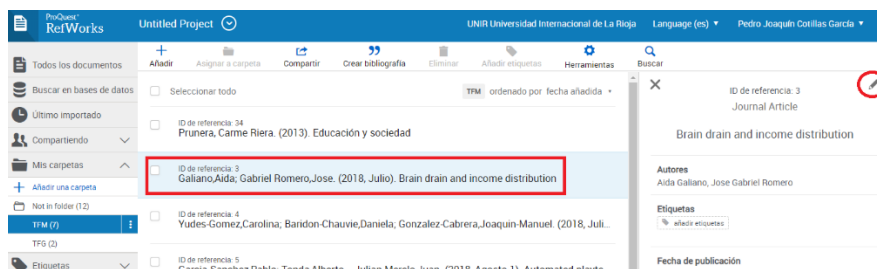 ProQuest
RefWorks
Untitled Project
UNIR Universidad Internacional de La Rioja
Language (es)
Pedro Joaquín Cotillas García
Todos los documentos
Buscar en bases de datos
Último importado
Compartiendo
Mis carpetas
Añadir una carpeta
Not in folder (12)
TFM (7)
TFG (2)
Etiquetas
Añadir
Asignar a carpeta
Compartir
Crear bibliografía
Eliminar
Añadir etiquetas
Herramientas
Buscar
Seleccionar todo
TFM ordenado por fecha añadida
ID de referencia: 34
Prunera, Carme Riera. (2013). Educación y sociedad
ID de referencia: 3
Galiano,Aida; Gabriel Romero,Jose. (2018, Julio). Brain drain and income distribution
ID de referencia: 4
Yudes-Gomez,Carolina; Baridon-Chauvie,Daniela; Gonzalez-Cabrera,Joaquin-Manuel. (2018, Juli...
ID de referencia: 5
ID de referencia: 3
Journal Article
Brain drain and income distribution
Autores
Aida Galiano, Jose Gabriel Romero
Etiquetas
añadir etiquetas
Fecha de publicación